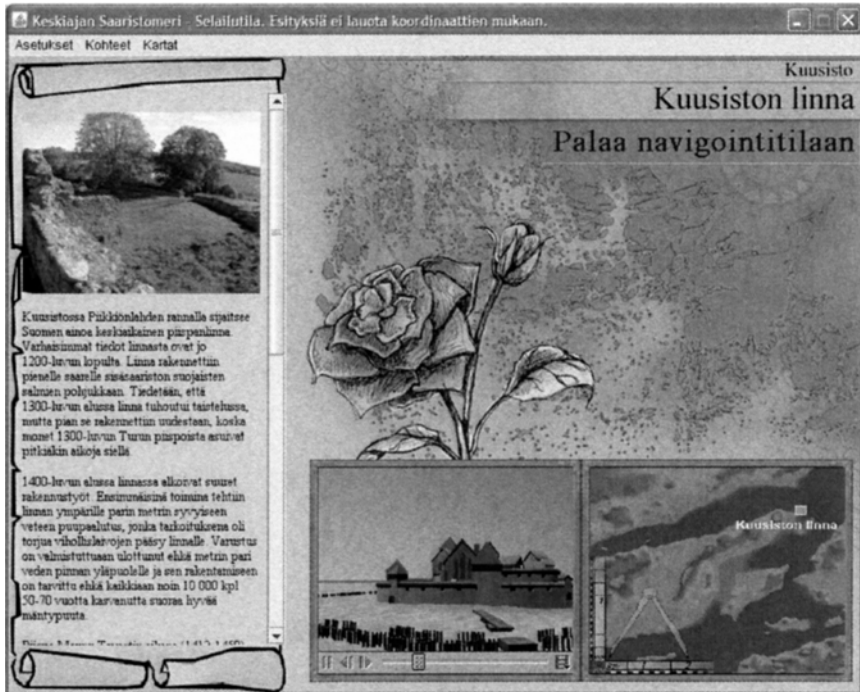 Keskiajan Saaristomeri - Selailutila. Esityksiä ei lauota koordinaattien mukaan.
Asetukset Kohteet Kartat
Kuusisto
Kuusiston linna
Palaa navigointitilaan
Kuusistossa Piikkiönlahden rannalla sijaitsee
Suomen ainoa keskiaikainen piispanlinna.
Varhaisimmat tiedot linnasta ovat jo
1200-luvun lopulta. Linna rakennettiin
pienelle saarelle sisäsaariston suojaisten
salmien pohjukkaan. Tiedetään, että
1300-luvun alussa linna tuhoutui taistelussa,
mutta pian se rakennettiin uudestaan, koska
monet 1300-luvun Turun piispoista asuivat
pitkiäkin aikoja siellä.
1400-luvun alussa linnassa alkoivat suuret
rakennustyöt. Ensimmäisinä toimina tehtiin
linnan ympärille parin metrin syvyiseen
veteen puupaalutus, jonka tarkoituksena oli
torjua vihollislaivojen pääsy linnalle. Varustus
on valmistuttuaan ulottunut ehkä metrin pari
veden pinnan yläpuolelle ja sen rakentamiseen
on tarvittu ehkä kaikkiaan noin 10 000 kpl
50-70 vuotta kasvanutta suoraa hyvää
mäntypuuta.
Kuusiston linna